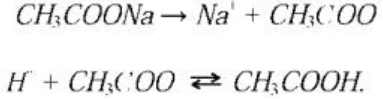 CH₃COONa → Na⁺ + CH₃COO
H⁻ + CH₃COO ⇄ CH₃COOH.